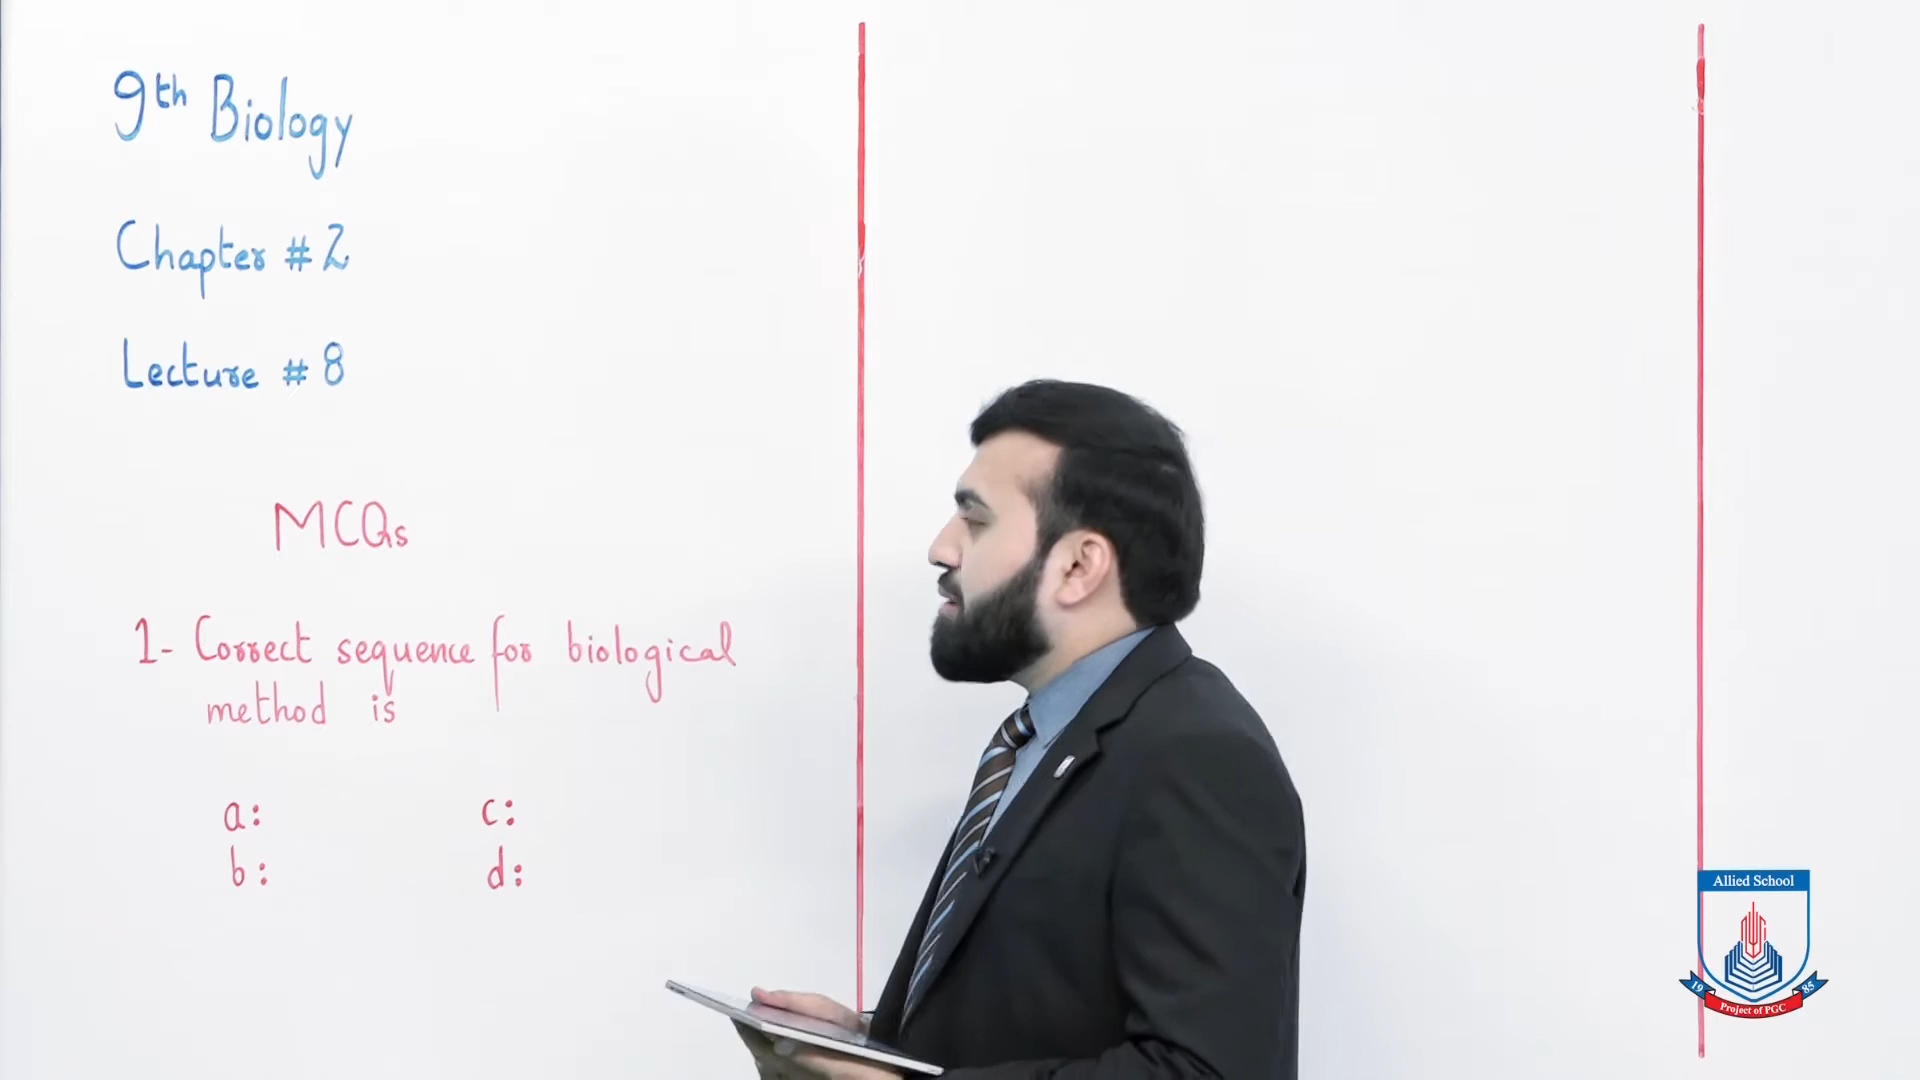 9th Biology
Chapter # 2
Lecture # 8
MCQs
1- Correct sequence for biological
method is
a: c:
b: d:
Allied School
19 85
Project of PGC